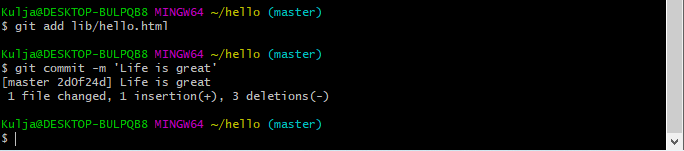 Kulja@DESKTOP-BULPQB8 MINGW64 ~/hello (master)
$ git add lib/hello.html
Kulja@DESKTOP-BULPQB8 MINGW64 ~/hello (master)
$ git commit -m 'Life is great'
[master 2d0f24d] Life is great
1 file changed, 1 insertion(+), 3 deletions(-)
Kulja@DESKTOP-BULPQB8 MINGW64 ~/hello (master)
$